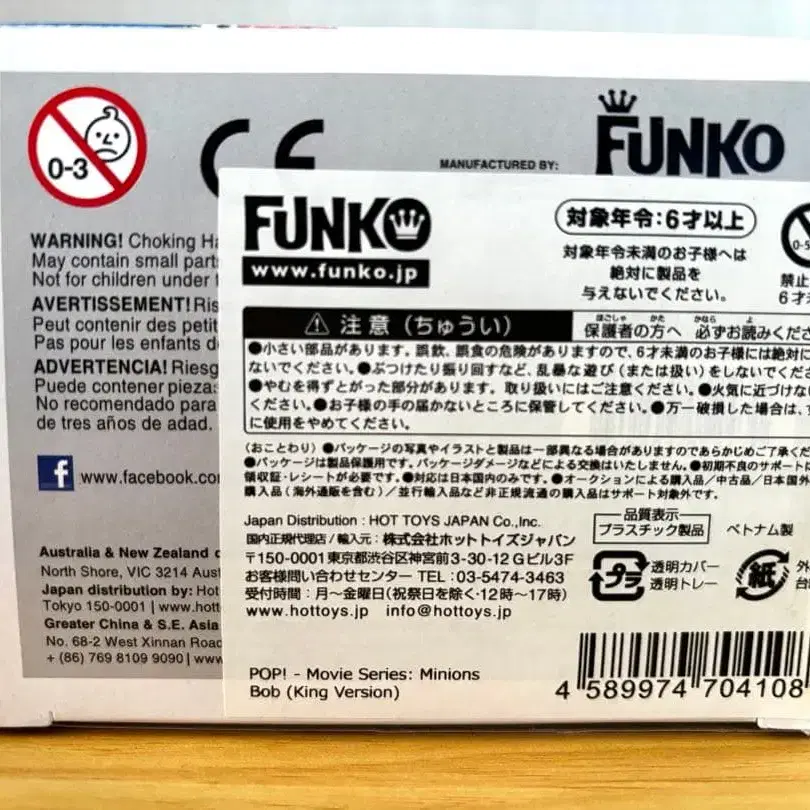 0-3
CE
MANUFACTURED BY:
FUNKO
WARNING! Choking
May contain small part
Not for children under
AVERTISSEMENT! Ris
Peut contenir des petit
Pas pour les enfants d
ADVERTENCIA! Riesg
Puede contener pieza
No recomendado para
de tres años de edad.
f www.facebook.co
Australia & New Zealand
North Shore, VIC 3214 Aust
Japan distribution by: Hot
Tokyo 150-0001 | www.hott
Greater China & S.E. Asia
No. 68-2 West Xinnan Road
+ (86) 769 8109 9090 | www
FUNKO
www.funko.jp
対象年令:6才以上
対象年令未満のお子様へは
絶対に製品を
与えないでください。
禁止
6才
⚠ 注意(ちゅうい)
ほごしゃ かた かなら よ
保護者の方へ 必ずお読みくださ
●小さい部品があります。誤飲、誤食の危険がありますので、6才未満のお子様には絶対に
ないでください。●ぶつけたり振り回すなど、乱暴な遊び(または扱い)をしないでくだ
●やむを得ずとがった部分があります。取り扱いにはご注意ください。●火気に近づけな
ください。●お子様の手の届かないところに保管してください。●万一破損した場合は、
に使用をやめてください。
(おことわり)●パッケージの写真やイラストと製品は一部異なる場合がありますのであらかじめご了承くだ
●パッケージは製品保護用です。パッケージダメージなどによる交換はいたしません。●初期不良のサポートに
領収証・レシートが必要です。●対応は日本国内のみです。●オークションによる購入品/中古品/日本国外
購入品(海外通販を含む)/並行輸入品など非正規流通の購入品はサポート対象外です。
Japan Distribution : HOT TOYS JAPAN Co.,Inc.
国内正規代理店/輸入元:株式会社ホットトイズジャパン
〒150-0001東京都渋谷区神宮前3-30-12 Gビル3F
お客様問い合わせセンター TEL:03-5474-3463
受付時間:月〜金曜日(祝祭日を除く・12時〜17時)
www.hottoys.jp info@hottoys.jp
品質表示
プラスチック製品
ベトナム製
プラ
透明カバー
透明トレー
紙
外
台
POP! - Movie Series: Minions
Bob (King Version)
4 589974 704108